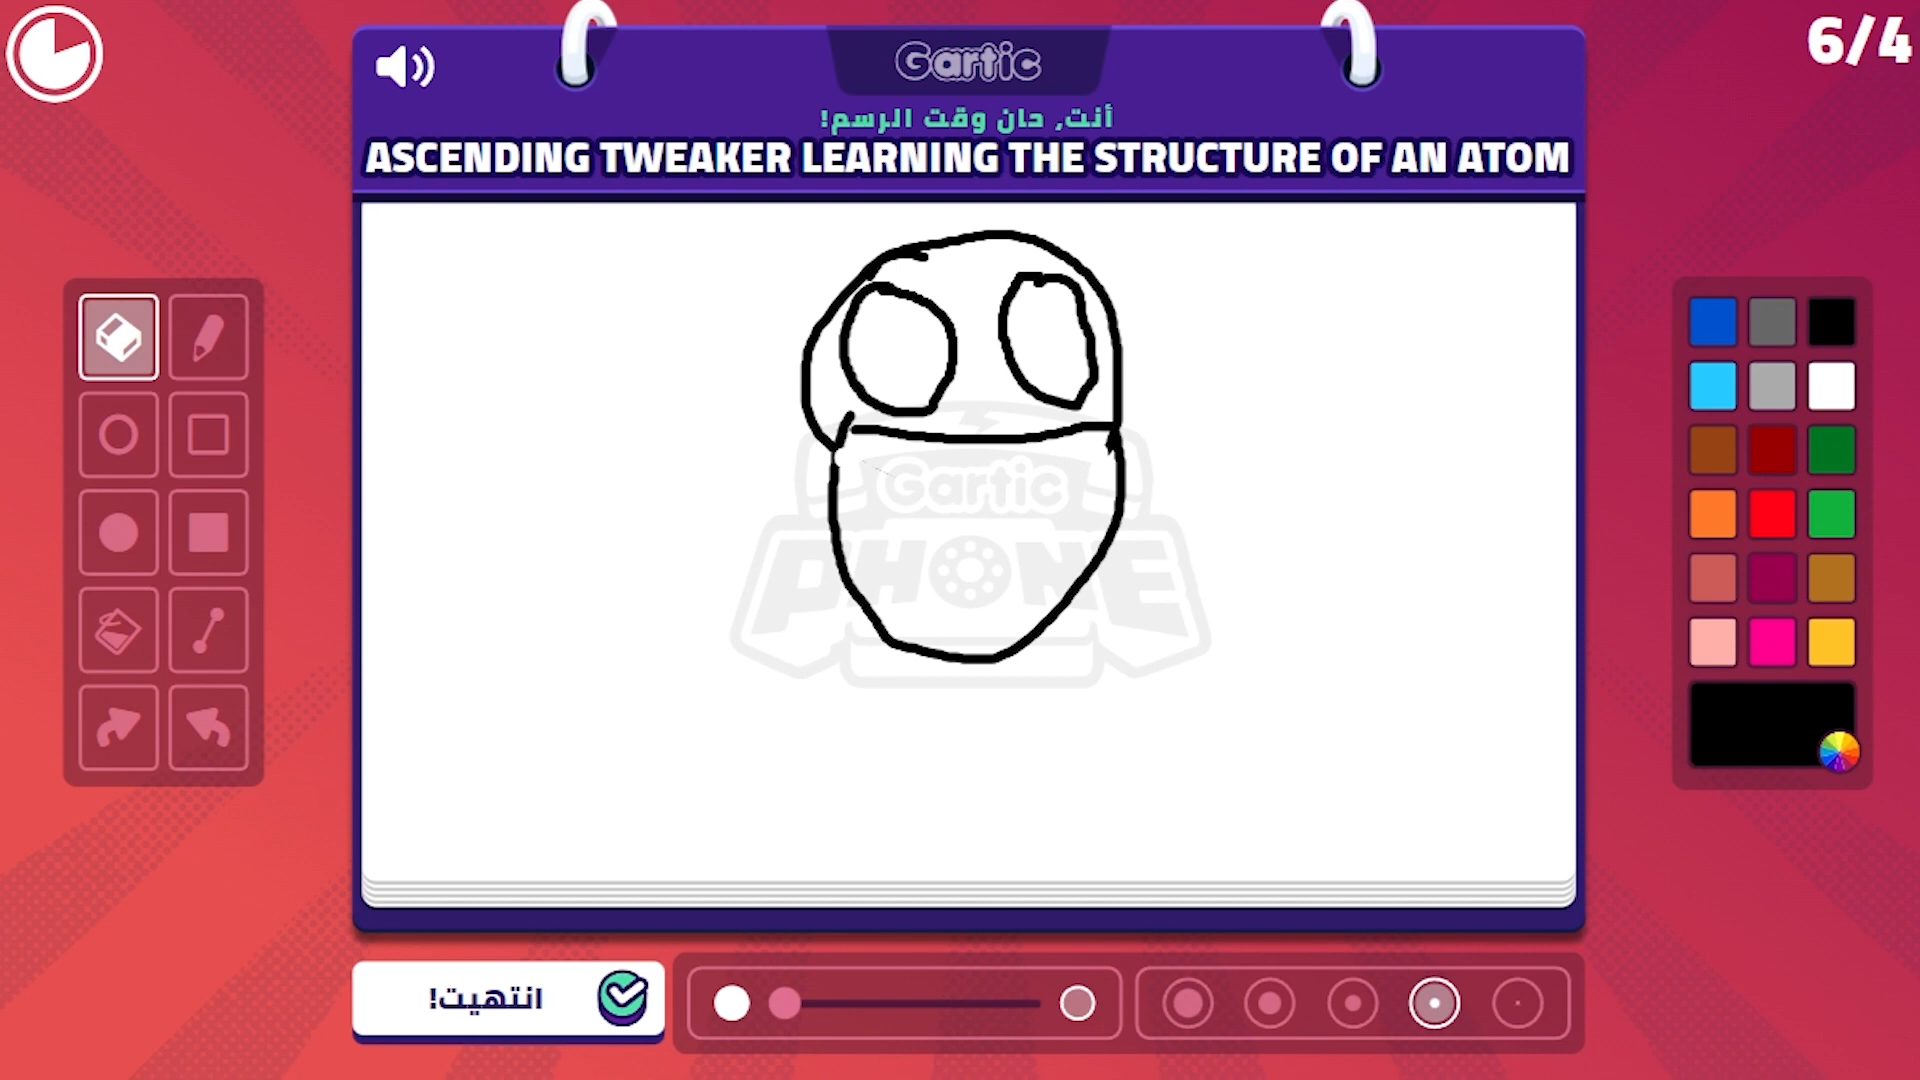 6/4
Gartic
أنت, حان وقت الرسم!
ASCENDING TWEAKER LEARNING THE STRUCTURE OF AN ATOM
Gartic
PHONE
انتهيت!